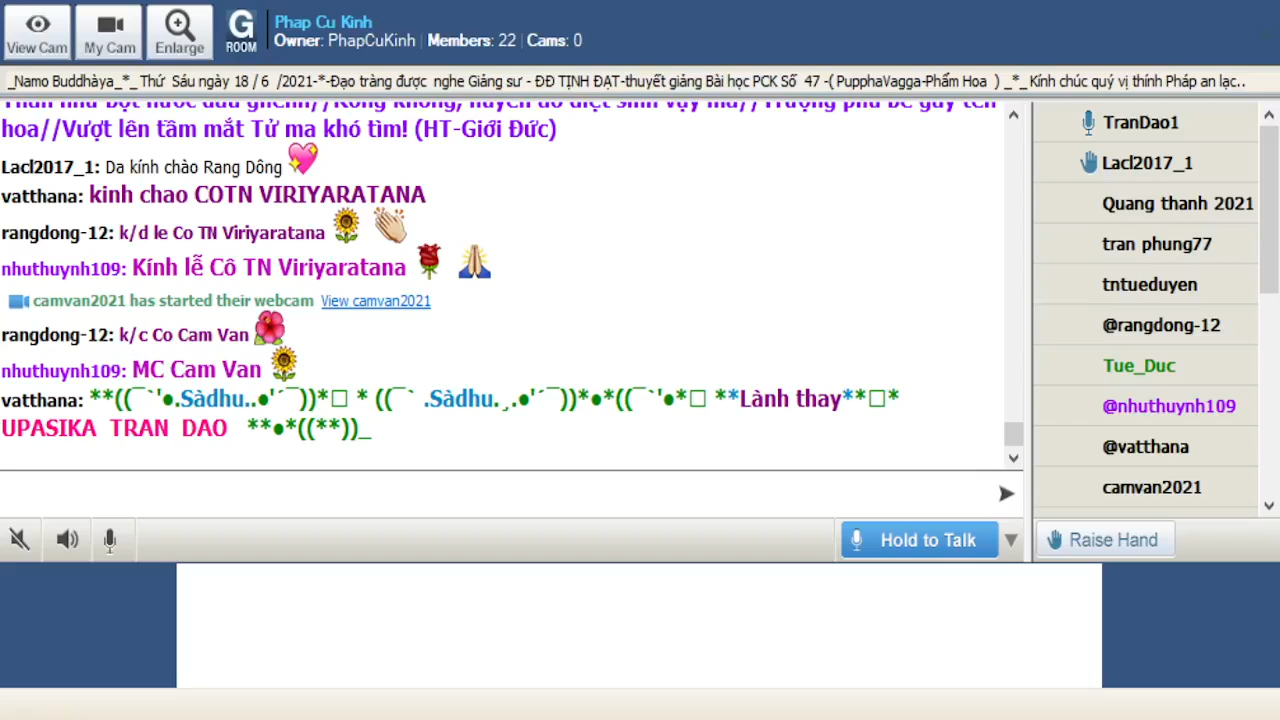 View Cam
My Cam
Enlarge
G ROOM
Phap Cu Kinh
Owner: PhapCuKinh | Members: 22 | Cams: 0
_Namo Buddhàya_*_Thứ Sáu ngày 18 / 6 /2021-*-Đạo tràng được nghe Giảng sư - ĐĐ TỊNH ĐẠT-thuyết giảng Bài học PCK Số 47 -( PupphaVagga-Phẩm Hoa ) _*_Kính chúc quý vị thính Pháp an lạc..
hoa//Vượt lên tầm mắt Tử ma khó tìm! (HT-Giới Đức)
Lacl2017_1: Da kính chào Rang Dông
vatthana: kinh chao COTN VIRIYARATANA
rangdong-12: k/d le Co TN Viriyaratana
nhuthuynh109: Kính lễ Cô TN Viriyaratana
camvan2021 has started their webcam View camvan2021
rangdong-12: k/c Co Cam Van
nhuthuynh109: MC Cam Van
vatthana: **((¯`'●.Sàdhu..●'´¯))*□ * ((¯` .Sàdhu.¸.●'´¯))*●*((¯`'●*□ **Lành thay**□*
UPASIKA TRAN DAO **●*((**))_
Hold to Talk
TranDao1
Lacl2017_1
Quang thanh 2021
tran phung77
tntueduyen
@rangdong-12
Tue_Duc
@nhuthuynh109
@vatthana
camvan2021
Raise Hand